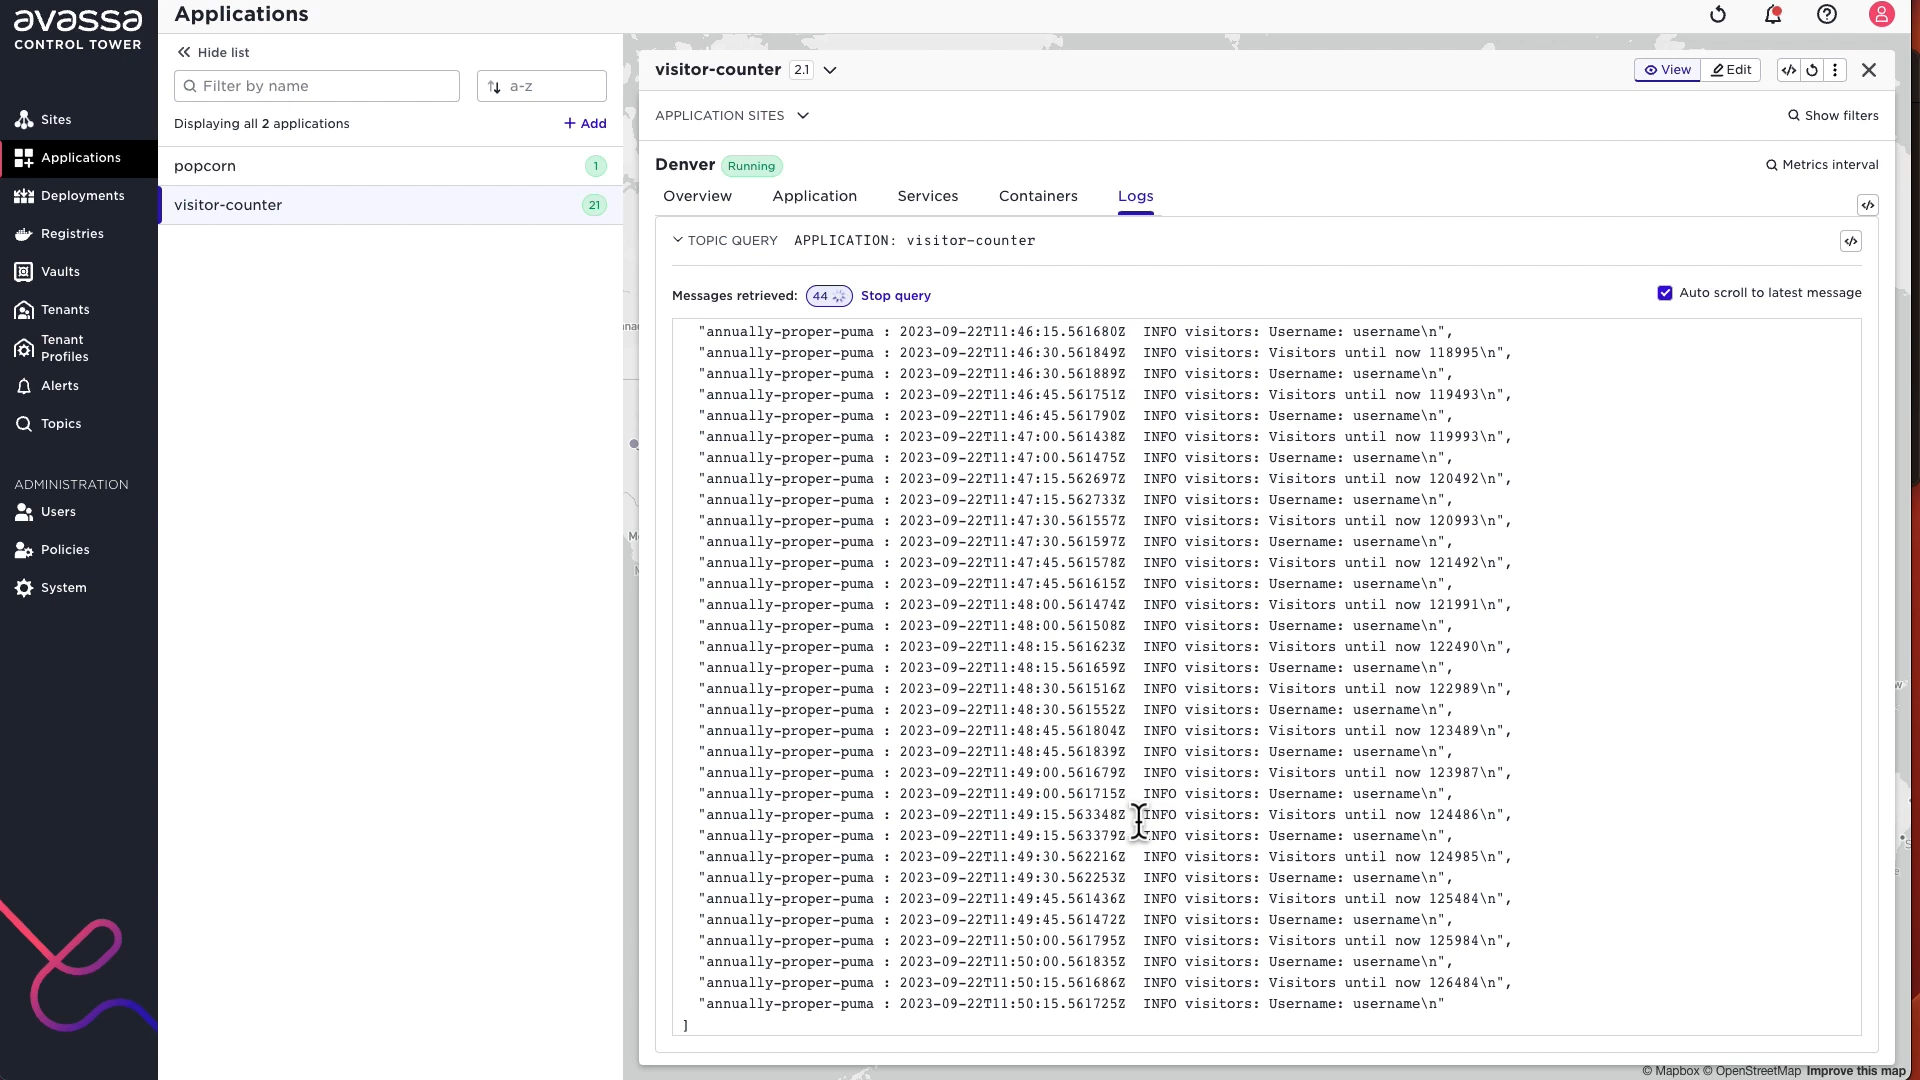 avassa
CONTROL TOWER
Sites
Applications
Deployments
Registries
Vaults
Tenants
Tenant
Profiles
Alerts
Topics
ADMINISTRATION
Users
Policies
System
Applications
Hide list
Filter by name
a-z
Displaying all 2 applications
+ Add
popcorn 1
visitor-counter 21
visitor-counter 2.1
View Edit
APPLICATION SITES
Show filters
Denver Running
Metrics interval
Overview Application Services Containers Logs
TOPIC QUERY APPLICATION: visitor-counter
Messages retrieved: 44 Stop query
Auto scroll to latest message
"annually-proper-puma : 2023-09-22T11:46:15.561680Z  INFO visitors: Username: username\n",
"annually-proper-puma : 2023-09-22T11:46:30.561849Z  INFO visitors: Visitors until now 118995\n",
"annually-proper-puma : 2023-09-22T11:46:30.561889Z  INFO visitors: Username: username\n",
"annually-proper-puma : 2023-09-22T11:46:45.561751Z  INFO visitors: Visitors until now 119493\n",
"annually-proper-puma : 2023-09-22T11:46:45.561790Z  INFO visitors: Username: username\n",
"annually-proper-puma : 2023-09-22T11:47:00.561438Z  INFO visitors: Visitors until now 119993\n",
"annually-proper-puma : 2023-09-22T11:47:00.561475Z  INFO visitors: Username: username\n",
"annually-proper-puma : 2023-09-22T11:47:15.562697Z  INFO visitors: Visitors until now 120492\n",
"annually-proper-puma : 2023-09-22T11:47:15.562733Z  INFO visitors: Username: username\n",
"annually-proper-puma : 2023-09-22T11:47:30.561557Z  INFO visitors: Visitors until now 120993\n",
"annually-proper-puma : 2023-09-22T11:47:30.561597Z  INFO visitors: Username: username\n",
"annually-proper-puma : 2023-09-22T11:47:45.561578Z  INFO visitors: Visitors until now 121492\n",
"annually-proper-puma : 2023-09-22T11:47:45.561615Z  INFO visitors: Username: username\n",
"annually-proper-puma : 2023-09-22T11:48:00.561474Z  INFO visitors: Visitors until now 121991\n",
"annually-proper-puma : 2023-09-22T11:48:00.561508Z  INFO visitors: Username: username\n",
"annually-proper-puma : 2023-09-22T11:48:15.561623Z  INFO visitors: Visitors until now 122490\n",
"annually-proper-puma : 2023-09-22T11:48:15.561659Z  INFO visitors: Username: username\n",
"annually-proper-puma : 2023-09-22T11:48:30.561516Z  INFO visitors: Visitors until now 122989\n",
"annually-proper-puma : 2023-09-22T11:48:30.561552Z  INFO visitors: Username: username\n",
"annually-proper-puma : 2023-09-22T11:48:45.561804Z  INFO visitors: Visitors until now 123489\n",
"annually-proper-puma : 2023-09-22T11:48:45.561839Z  INFO visitors: Username: username\n",
"annually-proper-puma : 2023-09-22T11:49:00.561679Z  INFO visitors: Visitors until now 123987\n",
"annually-proper-puma : 2023-09-22T11:49:00.561715Z  INFO visitors: Username: username\n",
"annually-proper-puma : 2023-09-22T11:49:15.563348Z  INFO visitors: Visitors until now 124486\n",
"annually-proper-puma : 2023-09-22T11:49:15.563379Z  INFO visitors: Username: username\n",
"annually-proper-puma : 2023-09-22T11:49:30.562216Z  INFO visitors: Visitors until now 124985\n",
"annually-proper-puma : 2023-09-22T11:49:30.562253Z  INFO visitors: Username: username\n",
"annually-proper-puma : 2023-09-22T11:49:45.561436Z  INFO visitors: Visitors until now 125484\n",
"annually-proper-puma : 2023-09-22T11:49:45.561472Z  INFO visitors: Username: username\n",
"annually-proper-puma : 2023-09-22T11:50:00.561795Z  INFO visitors: Visitors until now 125984\n",
"annually-proper-puma : 2023-09-22T11:50:00.561835Z  INFO visitors: Username: username\n",
"annually-proper-puma : 2023-09-22T11:50:15.561686Z  INFO visitors: Visitors until now 126484\n",
"annually-proper-puma : 2023-09-22T11:50:15.561725Z  INFO visitors: Username: username\n"
]
© Mapbox © OpenStreetMap Improve this map